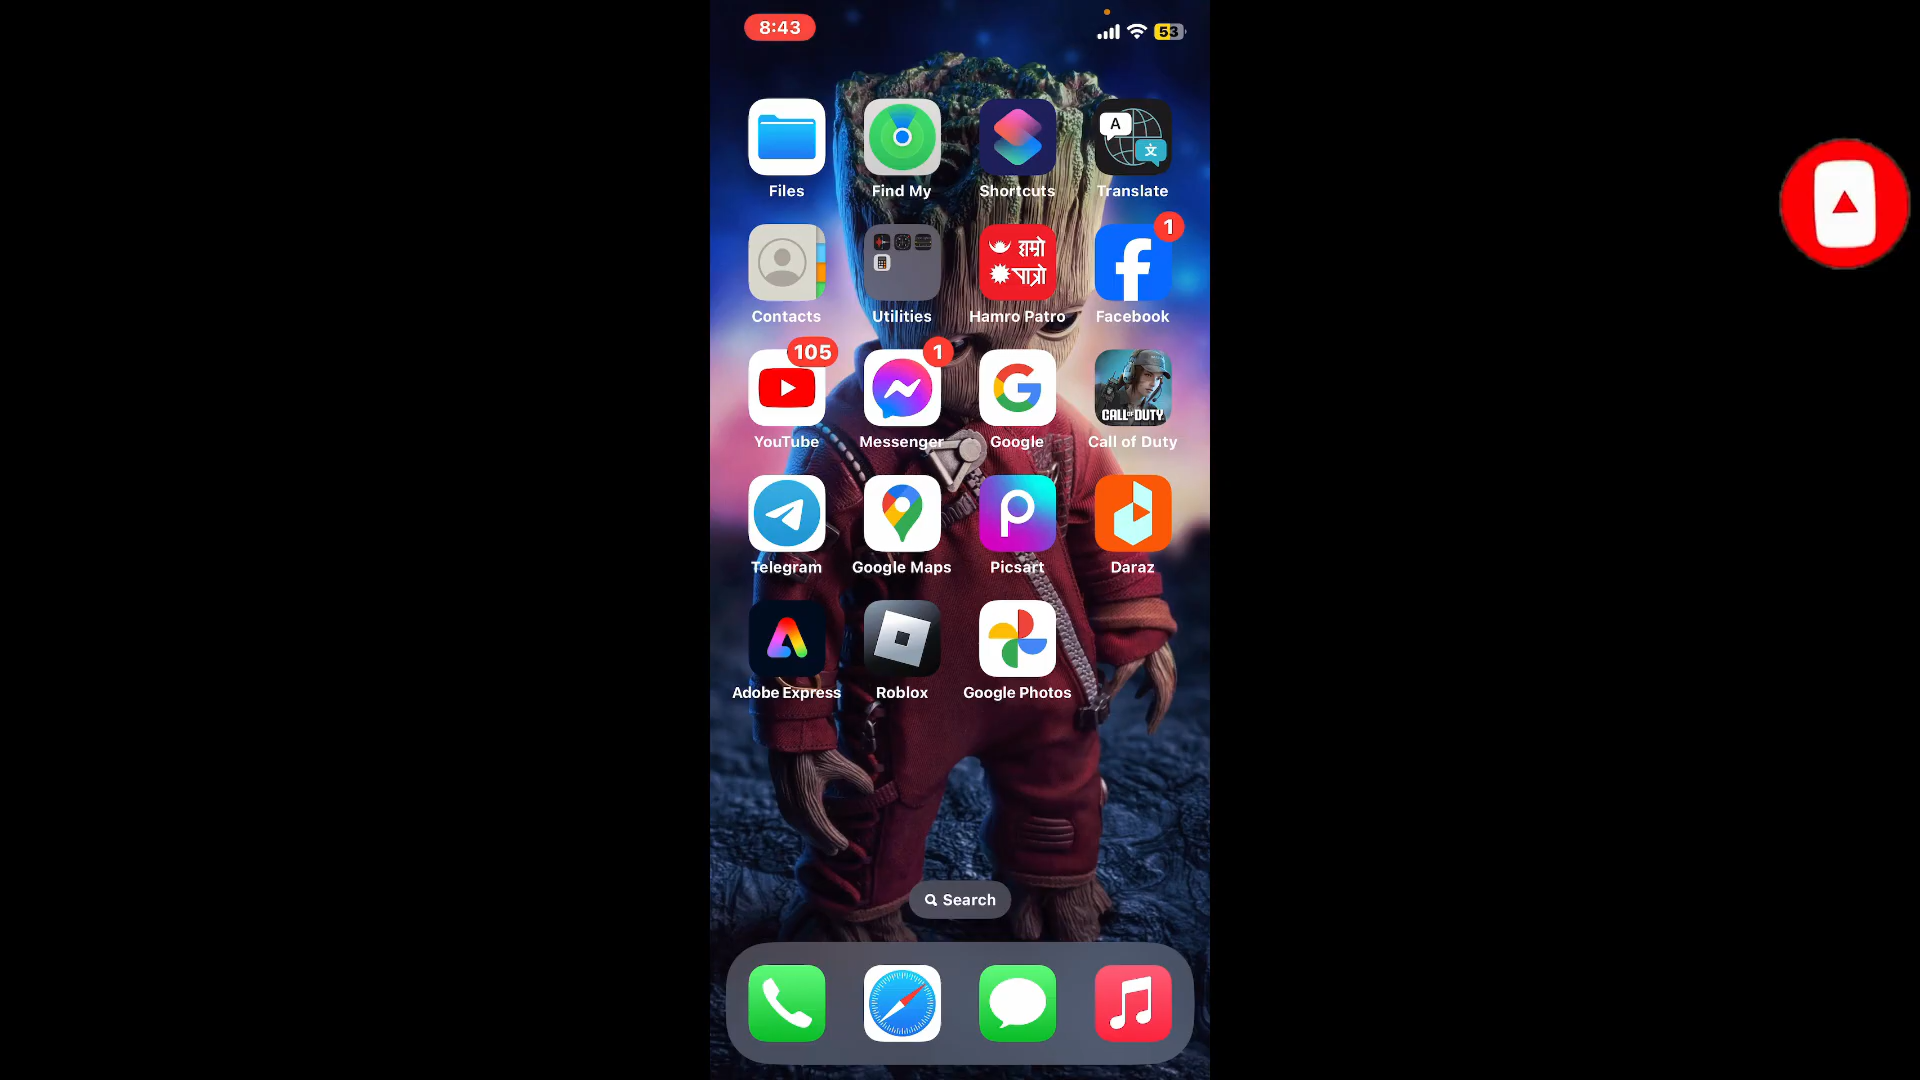 8:43
53
A
文
Files
Find My
Shortcuts
Translate
हाम्रो
पात्रो
1
Contacts
Utilities
Hamro Patro
Facebook
105
1
CALL OF DUTY
YouTube
Messenger
Google
Call of Duty
Telegram
Google Maps
Picsart
Daraz
Adobe Express
Roblox
Google Photos
Search